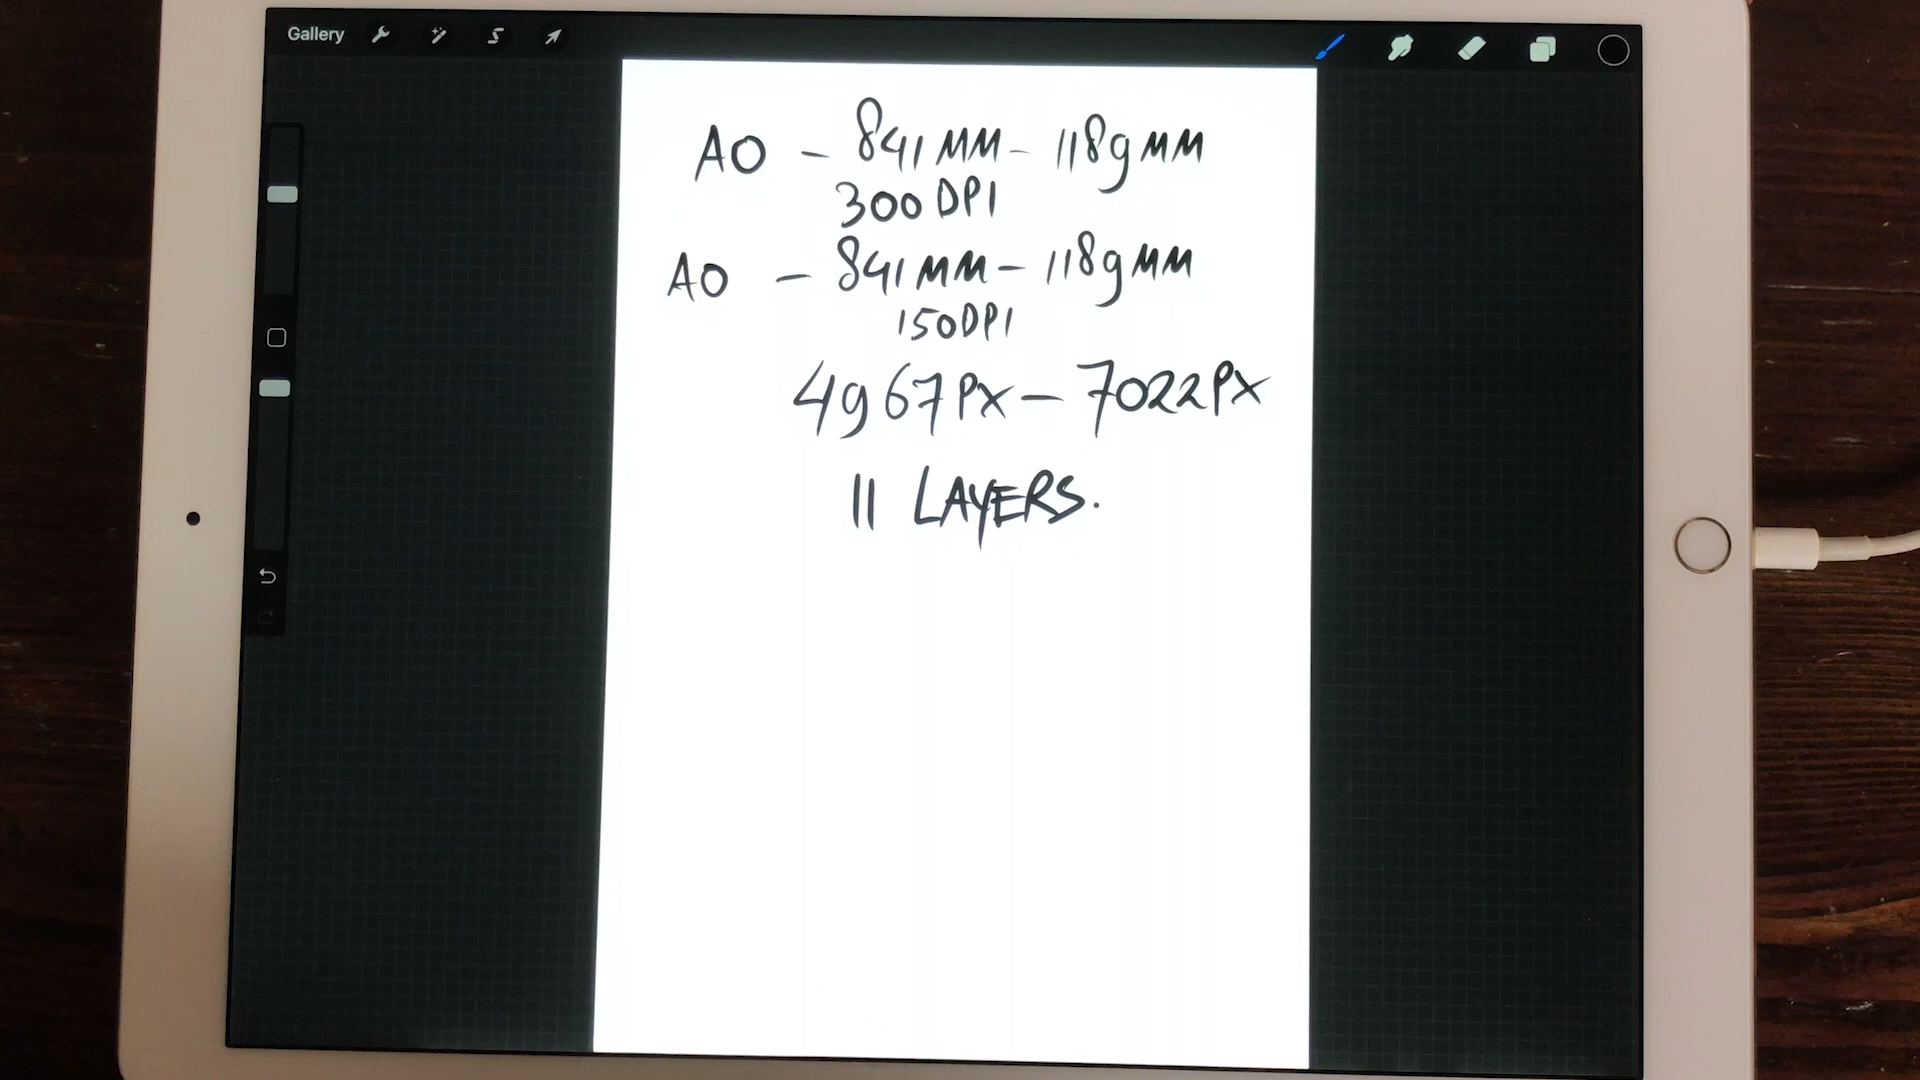 Gallery
A0 - 841MM - 1189MM
300DPI
A0 - 841MM - 1189MM
150DPI
4967PX - 7022PX
11 LAYERS.